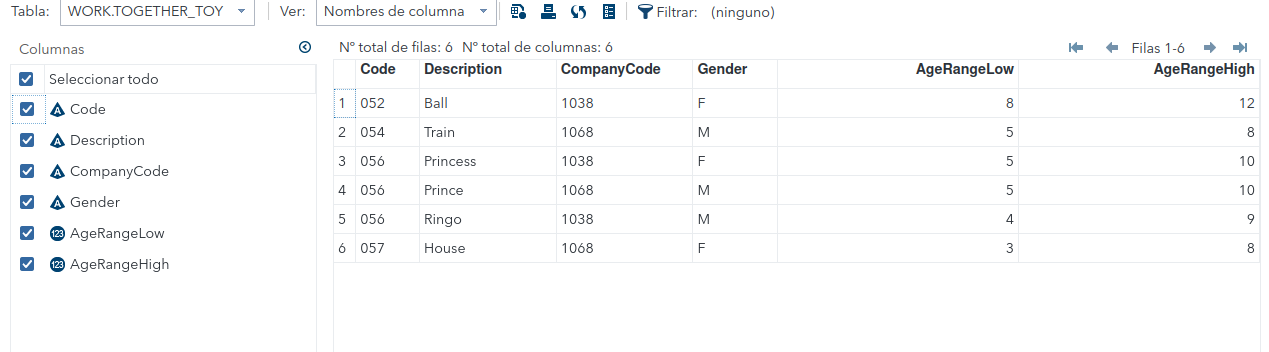 Tabla: WORK.TOGETHER_TOY Ver: Nombres de columna Filtrar: (ninguno)
Columnas
Seleccionar todo
Code
Description
CompanyCode
Gender
AgeRangeLow
AgeRangeHigh
Nº total de filas: 6 Nº total de columnas: 6 Filas 1-6
Code Description CompanyCode Gender AgeRangeLow AgeRangeHigh
1 052 Ball 1038 F 8 12
2 054 Train 1068 M 5 8
3 056 Princess 1038 F 5 10
4 056 Prince 1068 M 5 10
5 056 Ringo 1038 M 4 9
6 057 House 1068 F 3 8